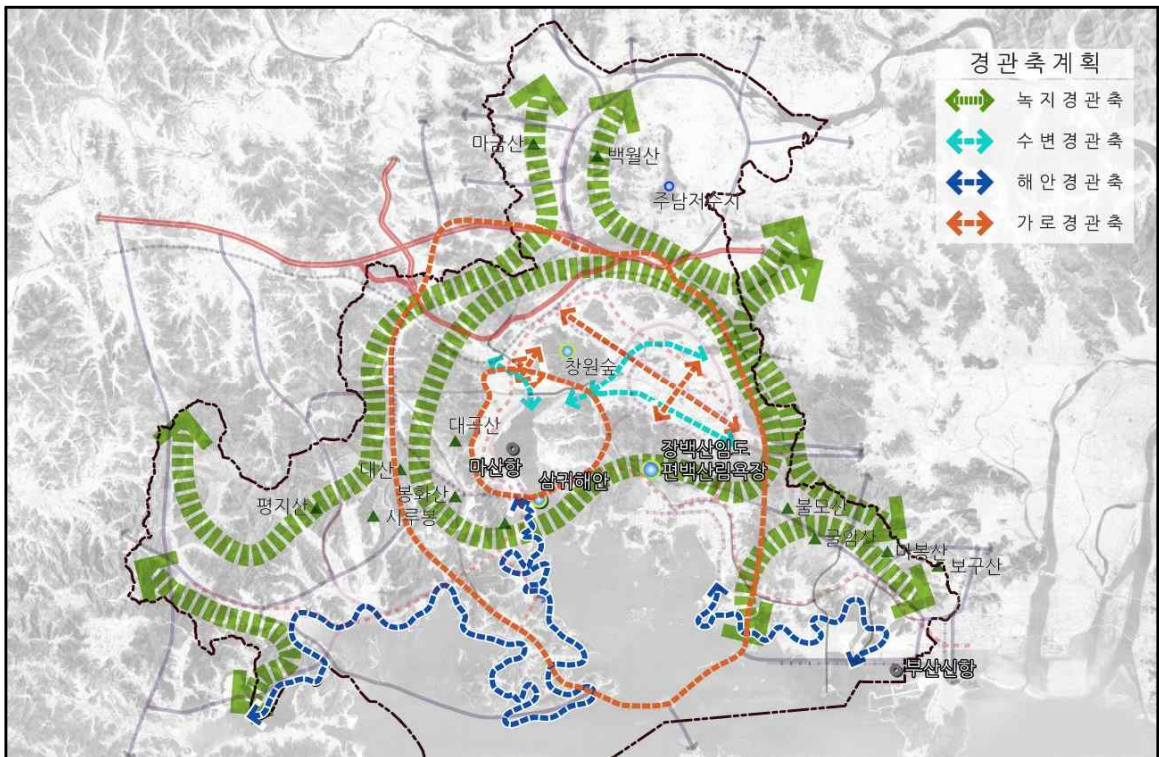 경관축계획
녹지경관축
수변경관축
해안경관축
가로경관축
마금산
백월산
주남저수지
창원숲
대곡산
마산항
삼귀해안
장백산임도
편백산림욕장
대산
봉화산
평지산
사루봉
불모산
굴암산
보구산
부산신항